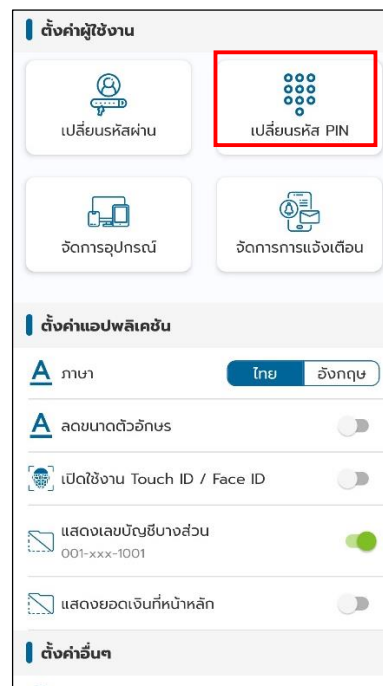 ตั้งค่าผู้ใช้งาน
เปลี่ยนรหัสผ่าน
เปลี่ยนรหัส PIN
จัดการอุปกรณ์
จัดการการแจ้งเตือน
ตั้งค่าแอปพลิเคชัน
A ภาษา ไทย อังกฤษ
A ลดขนาดตัวอักษร
เปิดใช้งาน Touch ID / Face ID
แสดงเลขบัญชีบางส่วน
001-xxx-1001
แสดงยอดเงินที่หน้าหลัก
ตั้งค่าอื่นๆ